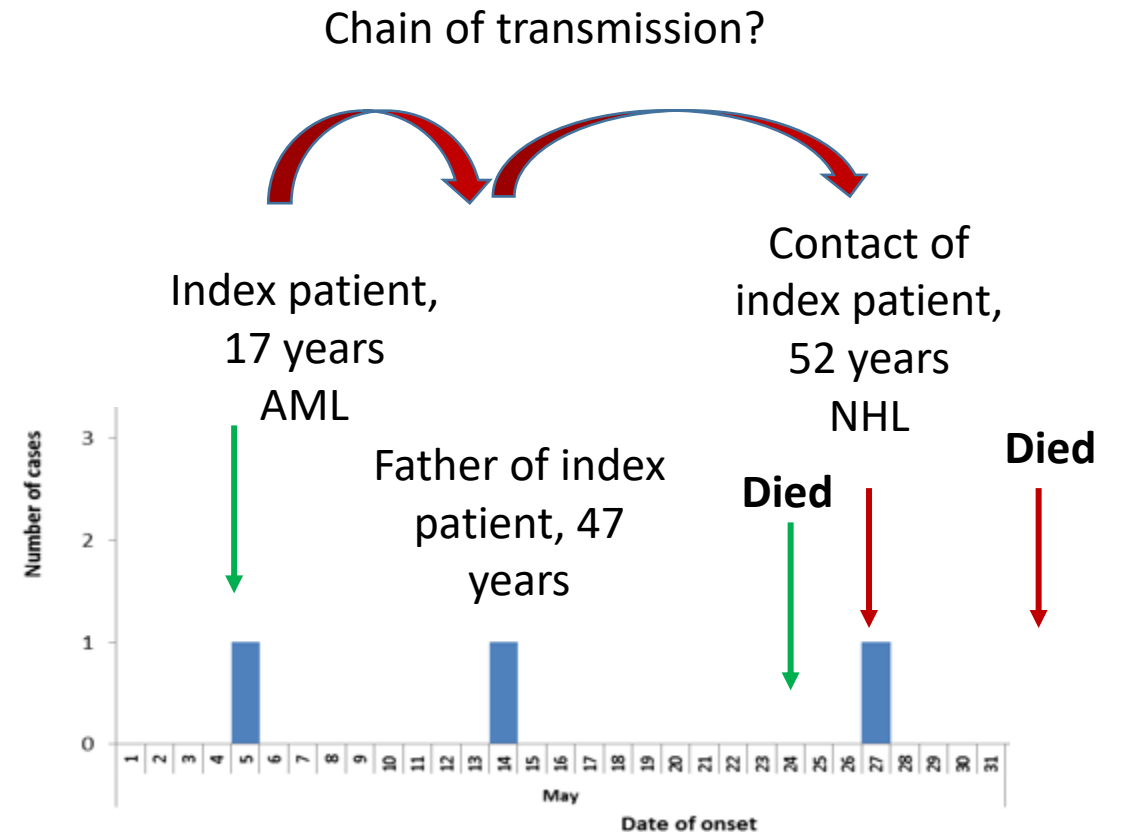 Chain of transmission?
Index patient,
17 years
AML
Father of index
patient, 47
years
Contact of
index patient,
52 years
NHL
Died
Died
Number of cases
3
2
1
0
1 2 3 4 5 6 7 8 9 10 11 12 13 14 15 16 17 18 19 20 21 22 23 24 25 26 27 28 29 30 31
May
Date of onset